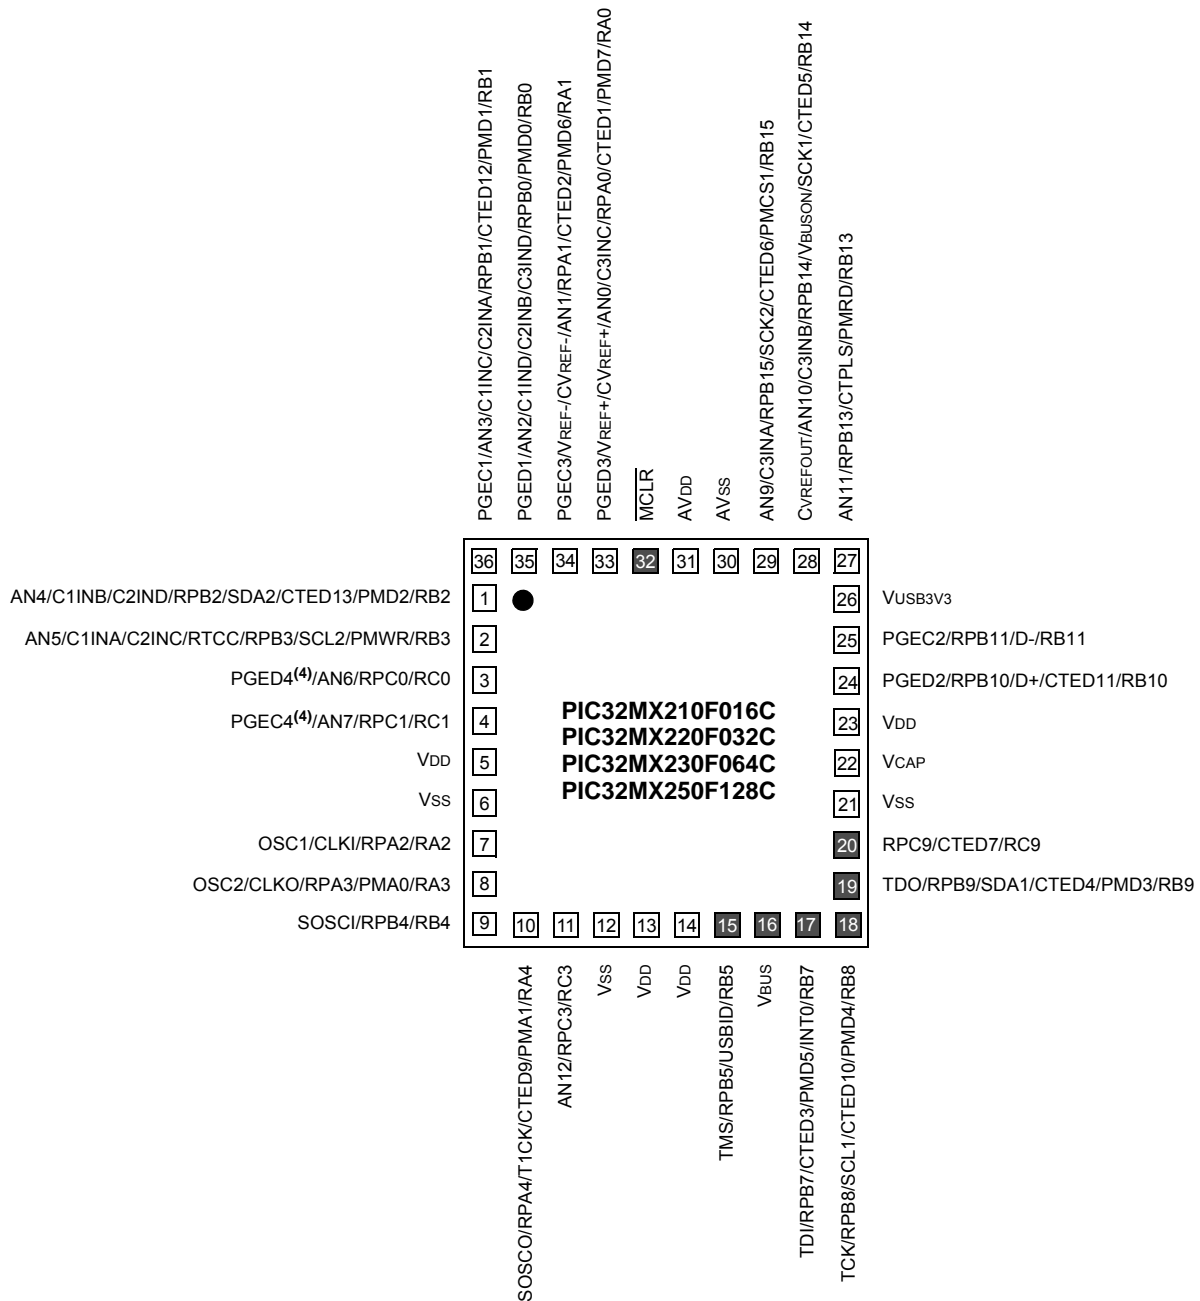 PGEC1/AN3/C1INC/C2INA/RPB1/CTED12/PMD1/RB1
PGED1/AN2/C1IND/C2INB/C3IND/RPB0/PMD0/RB0
PGEC3/VREF-/CVREF-/AN1/RPA1/CTED2/PMD6/RA1
PGED3/VREF+/CVREF+/AN0/C3INC/RPA0/CTED1/PMD7/RA0
MCLR
AVDD
AVSS
AN9/C3INA/RPB15/SCK2/CTED6/PMCS1/RB15
CVREFOUT/AN10/C3INB/RPB14/VBUSON/SCK1/CTED5/RB14
AN11/RPB13/CTPLS/PMRD/RB13
36 35 34 33 32 31 30 29 28 27
AN4/C1INB/C2IND/RPB2/SDA2/CTED13/PMD2/RB2 1
26 VUSB3V3
AN5/C1INA/C2INC/RTCC/RPB3/SCL2/PMWR/RB3 2
25 PGEC2/RPB11/D-/RB11
PGED4(4)/AN6/RPC0/RC0 3
24 PGED2/RPB10/D+/CTED11/RB10
PGEC4(4)/AN7/RPC1/RC1 4
23 VDD
PIC32MX210F016C
PIC32MX220F032C
PIC32MX230F064C
PIC32MX250F128C
VDD 5
22 VCAP
VSS 6
21 VSS
OSC1/CLKI/RPA2/RA2 7
20 RPC9/CTED7/RC9
OSC2/CLKO/RPA3/PMA0/RA3 8
19 TDO/RPB9/SDA1/CTED4/PMD3/RB9
SOSCI/RPB4/RB4 9
10 11 12 13 14 15 16 17 18
SOSCO/RPA4/T1CK/CTED9/PMA1/RA4
AN12/RPC3/RC3
VSS
VDD
VDD
TMS/RPB5/USBID/RB5
VBUS
TDI/RPB7/CTED3/PMD5/INT0/RB7
TCK/RPB8/SCL1/CTED10/PMD4/RB8